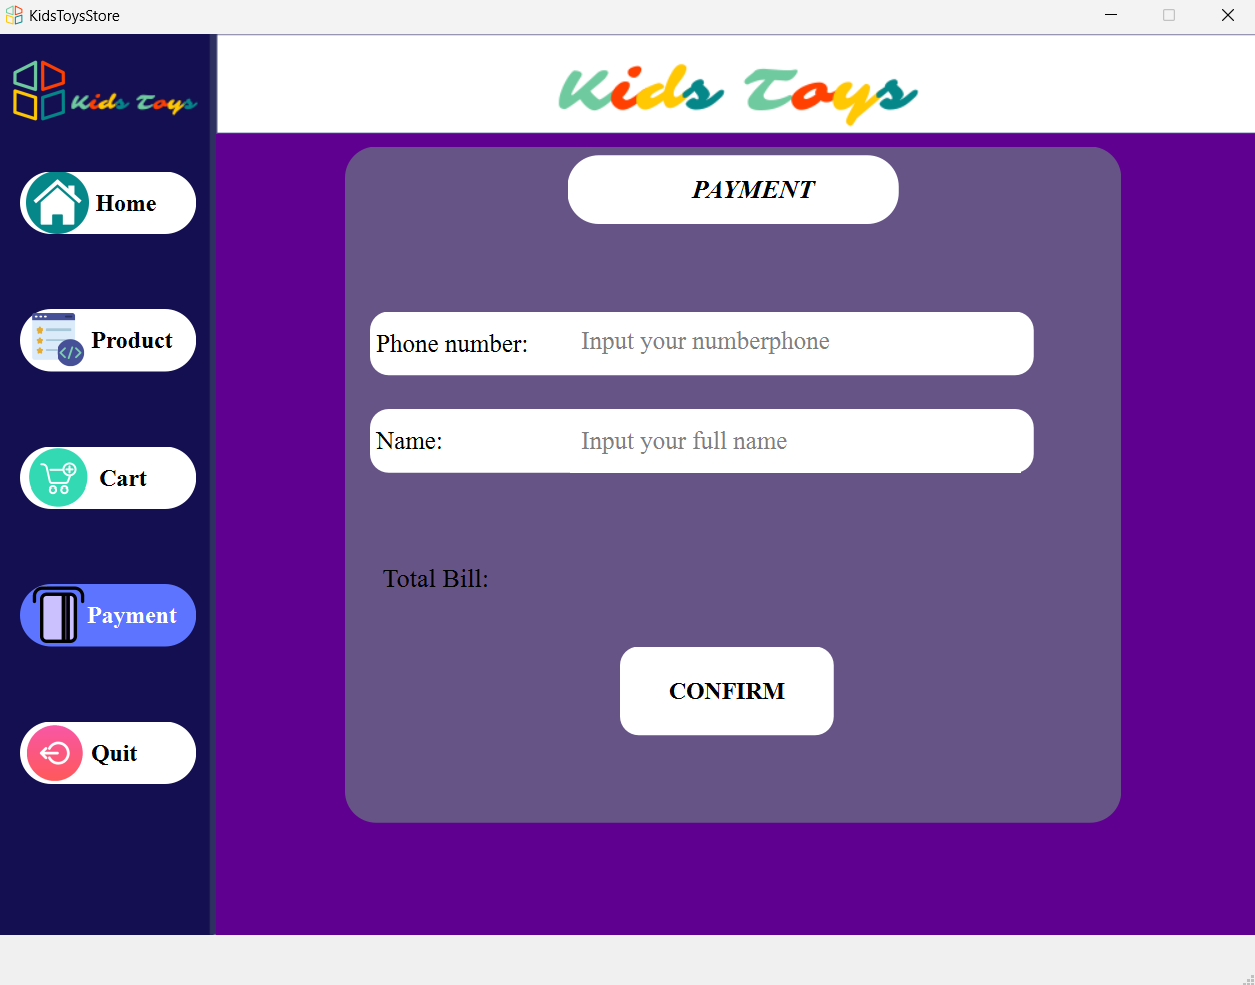 KidsToysStore
Kids Toys
Kids Toys
Home
Product
Cart
Payment
Quit
PAYMENT
Phone number: Input your numberphone
Name: Input your full name
Total Bill:
CONFIRM